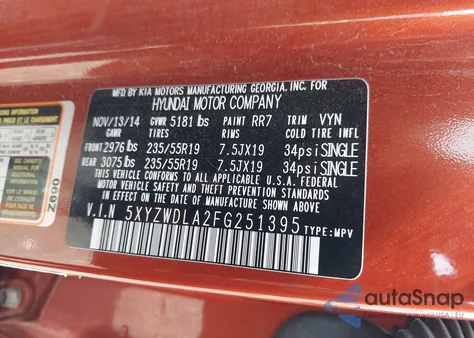 MFD BY KIA MOTORS MANUFACTURING GEORGIA, INC. FOR
HYUNDAI MOTOR COMPANY
NOV/13/14 GVWR 5181 lbs PAINT RR7 TRIM VYN
GAWR TIRES RIMS COLD TIRE PRESSURE
FRONT 2976 lbs 235/55R19 7.5JX19 34psi SINGLE
REAR 3075 lbs 235/55R19 7.5JX19 34psi SINGLE
THIS VEHICLE CONFORMS TO ALL APPLICABLE U.S.A. FEDERAL
MOTOR VEHICLE SAFETY, BUMPER, AND THEFT PREVENTION
STANDARDS IN EFFECT ON THE DATE OF MANUFACTURE SHOWN ABOVE.
V.I.N 5XYZWDLA2FG251395 TYPE:MPV
Z690
autoSnap